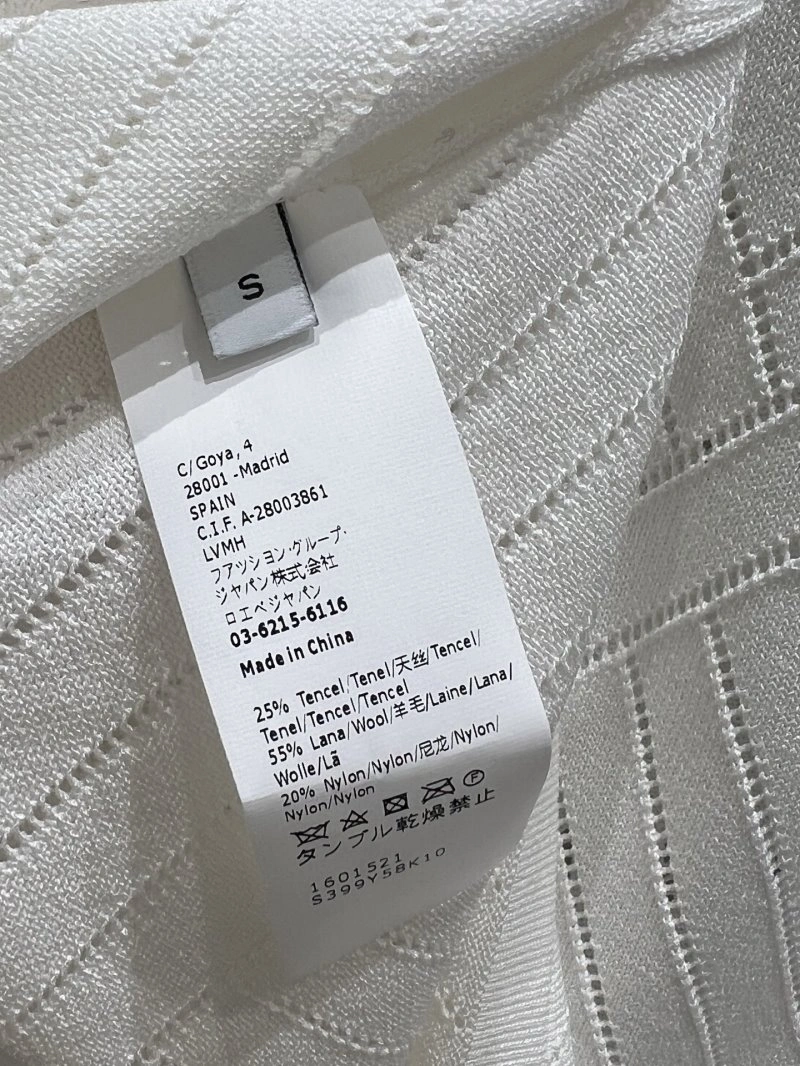 S
C/Goya, 4
28001 -Madrid
SPAIN
C.I.F. A-28003861
LVMH
ファッション・グループ・
ジャパン株式会社
ロエベジャパン
03-6215-6116
Made in China
25% Tencel/Tenel/天丝/Tencel/
Tenel/Tencel/Tencel
55% Lana/Wool/羊毛/Laine/Lana/
Wolle/Lã
20% Nylon/Nylon/尼龙/Nylon/
Nylon/Nylon
P
タンブル乾燥禁止
1601521
S399Y58K10